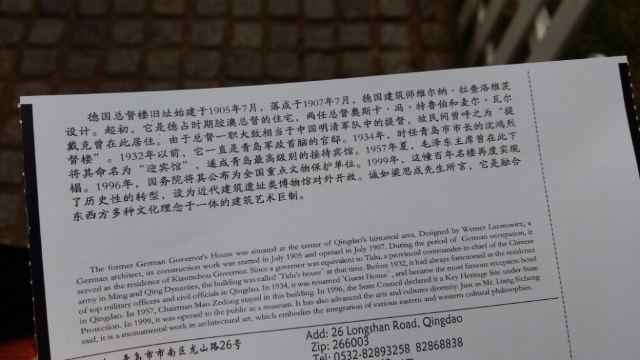 德国总督楼旧址始建于1905年7月，落成于1907年7月，德国建筑师维尔纳·拉查洛维茨
设计。起初，它是德占时期胶澳总督的住宅，两任总督奥斯卡·冯·特鲁伯和麦尔·瓦尔
戴克曾在此居住。由于总督一职大致相当于中国明清军队中的提督，故民间曾呼之为“提
督楼”。1932年以前，它一直是青岛军政首脑的官邸。1934年，时任青岛市市长的沈鸿烈
将其命名为“迎宾馆”，遂成青岛最高级别的接待宾馆。1957年夏，毛泽东主席曾在此下
榻。1996年，国务院将其公布为全国重点文物保护单位。1999年，这幢百年名楼再度实现
了历史性的转型，设为近代建筑遗址类博物馆对外开放。诚如梁思成先生所言，它是融合
东西方多种文化理念于一体的建筑艺术巨制。
The former German Governor's House was situated at the center of Qingdao's historical area. Designed by Werner Lazarowicz, a
German architect, its construction work was started in July 1905 and opened in July 1907. During the period of German occupation, it
served as the residence of Kiautschou Governor. Since a governor was equivalent to Tidu, a provincial commander-in-chief of the Chinese
army in Ming and Qing Dynasties, the building was called 'Tidu's house' at that time. Before 1932, it had always functioned as the residence
of top military officers and civil officials in Qingdao. In 1934, it was renamed 'Guest House', and became the most famous reception hotel
in Qingdao. In 1957, Chairman Mao Zedong stayed in this building. In 1996, the State Council declared it a Key Heritage Site under State
Protection. In 1999, it was opened to the public as a museum. It has also advanced the arts and cultures diversity. Just as Mr. Liang Sicheng
said, it is a monumental work in architectural art, which embodies the integration of various eastern and western cultural philosophies.
青岛市市南区龙山路26号
Add: 26 Longshan Road, Qingdao
Zip: 266003
Tel: 0532-82893258 82868838